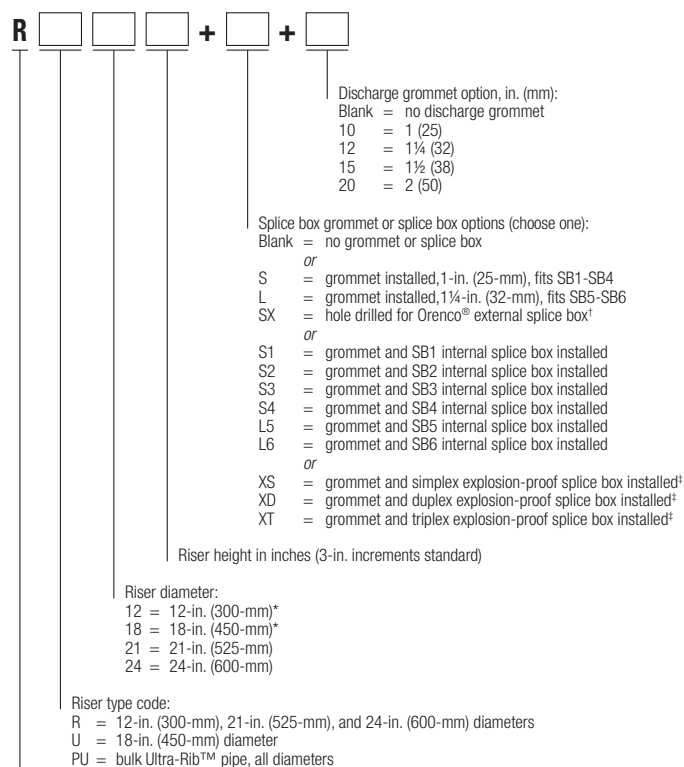 R + +
Discharge grommet option, in. (mm):
Blank = no discharge grommet
10 = 1 (25)
12 = 1¼ (32)
15 = 1½ (38)
20 = 2 (50)
Splice box grommet or splice box options (choose one):
Blank = no grommet or splice box
or
S = grommet installed,1-in. (25-mm), fits SB1-SB4
L = grommet installed,1¼-in. (32-mm), fits SB5-SB6
SX = hole drilled for Orenco® external splice box†
or
S1 = grommet and SB1 internal splice box installed
S2 = grommet and SB2 internal splice box installed
S3 = grommet and SB3 internal splice box installed
S4 = grommet and SB4 internal splice box installed
L5 = grommet and SB5 internal splice box installed
L6 = grommet and SB6 internal splice box installed
or
XS = grommet and simplex explosion-proof splice box installed‡
XD = grommet and duplex explosion-proof splice box installed‡
XT = grommet and triplex explosion-proof splice box installed‡
Riser height in inches (3-in. increments standard)
Riser diameter:
12 = 12-in. (300-mm)*
18 = 18-in. (450-mm)*
21 = 21-in. (525-mm)
24 = 24-in. (600-mm)
Riser type code:
R = 12-in. (300-mm), 21-in. (525-mm), and 24-in. (600-mm) diameters
U = 18-in. (450-mm) diameter
PU = bulk Ultra-Rib™ pipe, all diameters